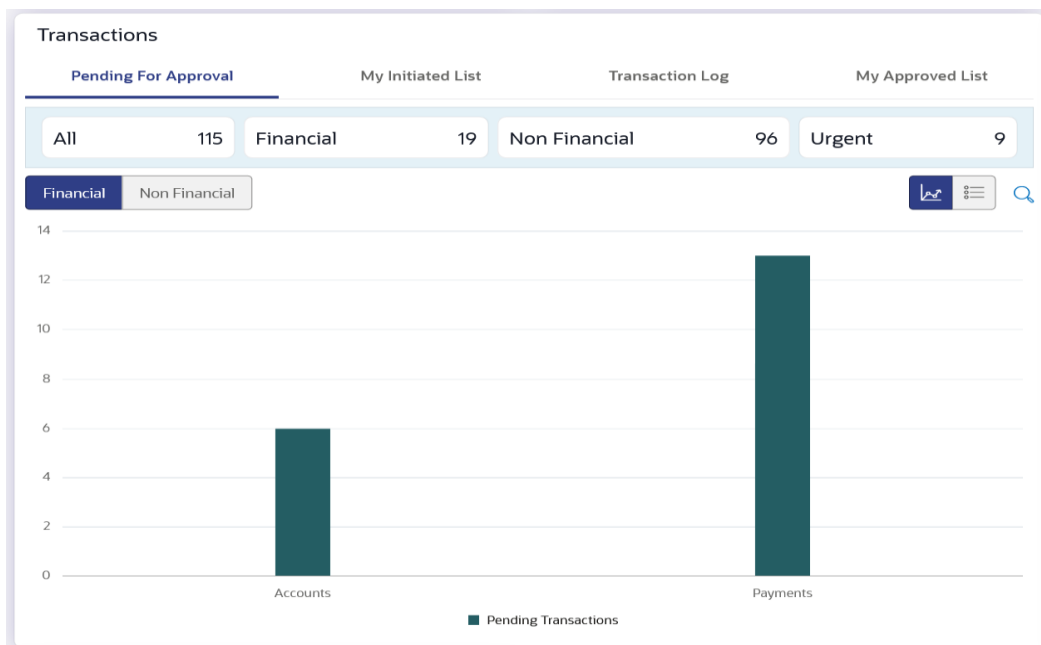 Transactions
Pending For Approval My Initiated List Transaction Log My Approved List
All 115 Financial 19 Non Financial 96 Urgent 9
Financial Non Financial
14
12
10
8
6
4
2
0
Accounts Payments
Pending Transactions